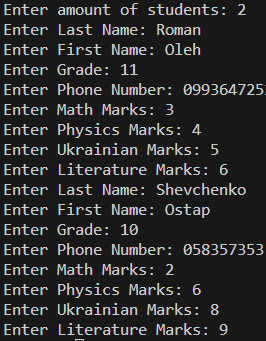 Enter amount of students: 2
Enter Last Name: Roman
Enter First Name: Oleh
Enter Grade: 11
Enter Phone Number: 099364725
Enter Math Marks: 3
Enter Physics Marks: 4
Enter Ukrainian Marks: 5
Enter Literature Marks: 6
Enter Last Name: Shevchenko
Enter First Name: Ostap
Enter Grade: 10
Enter Phone Number: 058357353
Enter Math Marks: 2
Enter Physics Marks: 6
Enter Ukrainian Marks: 8
Enter Literature Marks: 9